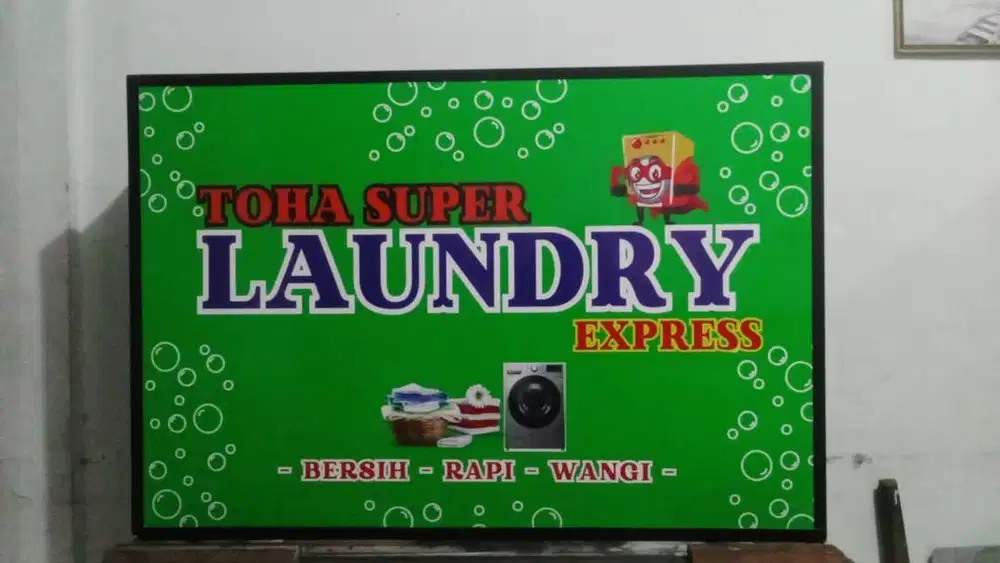 TOHA SUPER
LAUNDRY
EXPRESS
- BERSIH - RAPI - WANGI -